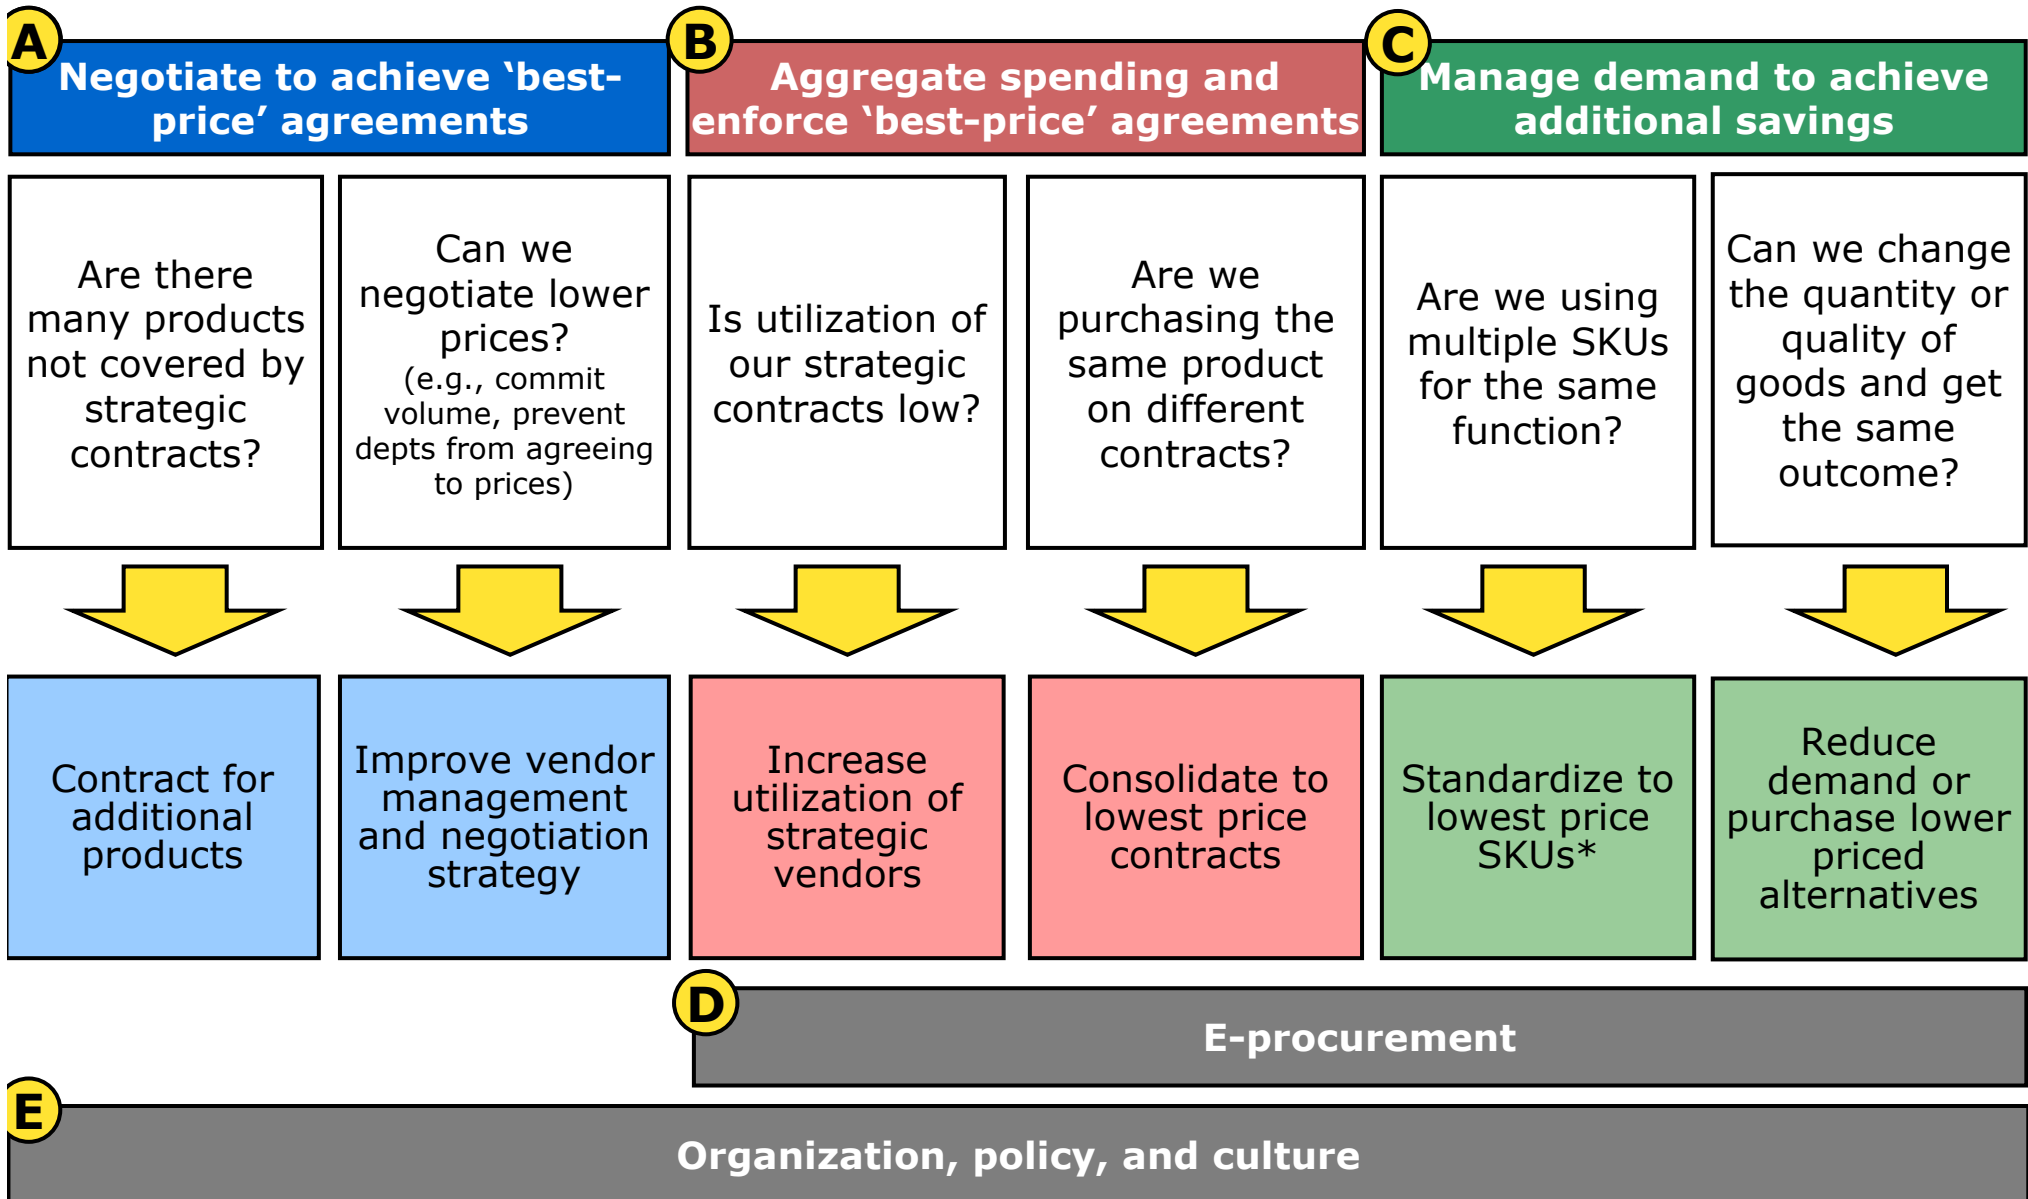 A
Negotiate to achieve ‘best-
price’ agreements
B
Aggregate spending and
enforce ‘best-price’ agreements
C
Manage demand to achieve
additional savings
Are there
many products
not covered by
strategic
contracts?
Can we
negotiate lower
prices?
(e.g., commit
volume, prevent
depts from agreeing
to prices)
Is utilization of
our strategic
contracts low?
Are we
purchasing the
same product
on different
contracts?
Are we using
multiple SKUs
for the same
function?
Can we change
the quantity or
quality of
goods and get
the same
outcome?
Contract for
additional
products
Improve vendor
management
and negotiation
strategy
Increase
utilization of
strategic
vendors
Consolidate to
lowest price
contracts
Standardize to
lowest price
SKUs*
Reduce
demand or
purchase lower
priced
alternatives
D
E-procurement
E
Organization, policy, and culture